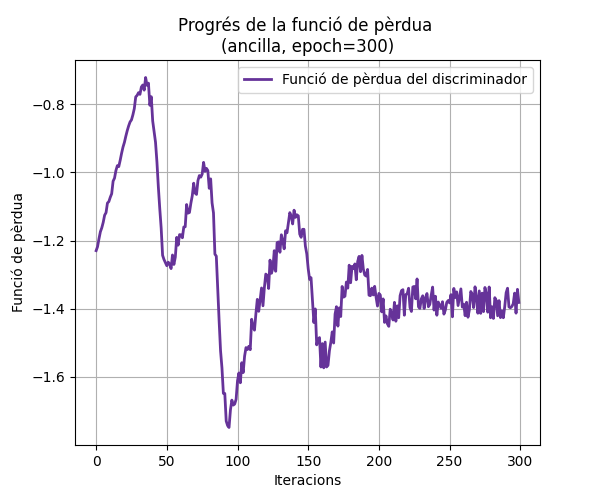 Progrés de la funció de pèrdua
(ancilla, epoch=300)
Funció de pèrdua del discriminador
Funció de pèrdua
−0.8
−1.0
−1.2
−1.4
−1.6
0 50 100 150 200 250 300
Iteracions